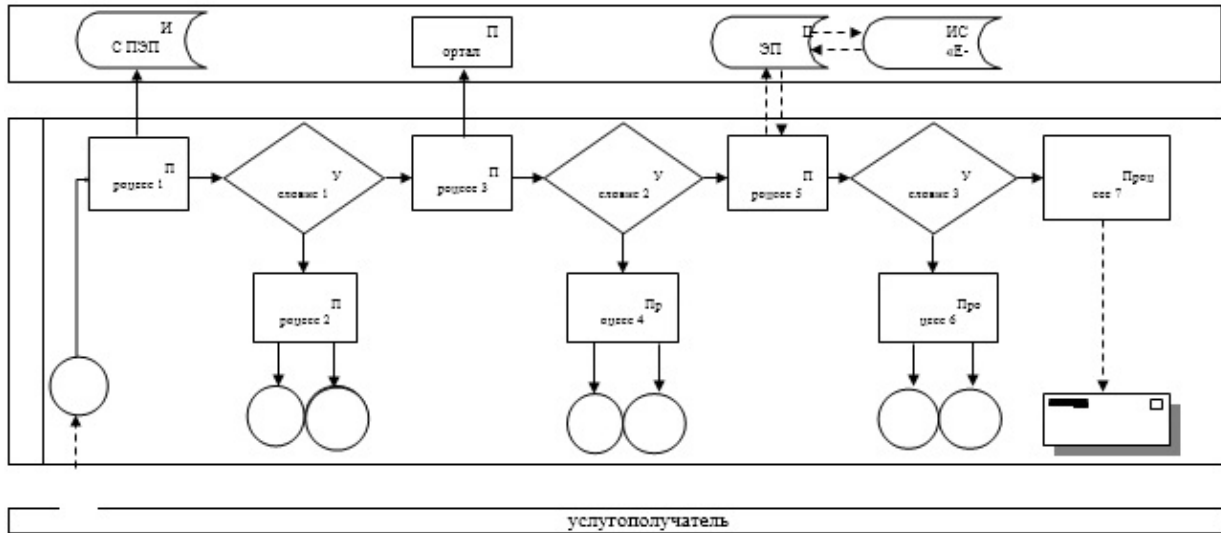 И
С ПЭП
П
ортал
П
ЭП
ИС
«Е-
П
роцесс 1
У
словие 1
П
роцесс 3
У
словие 2
П
роцесс 5
У
словие 3
Проц
есс 7
П
роцесс 2
Пр
оцесс 4
Про
цесс 6
услугополучатель